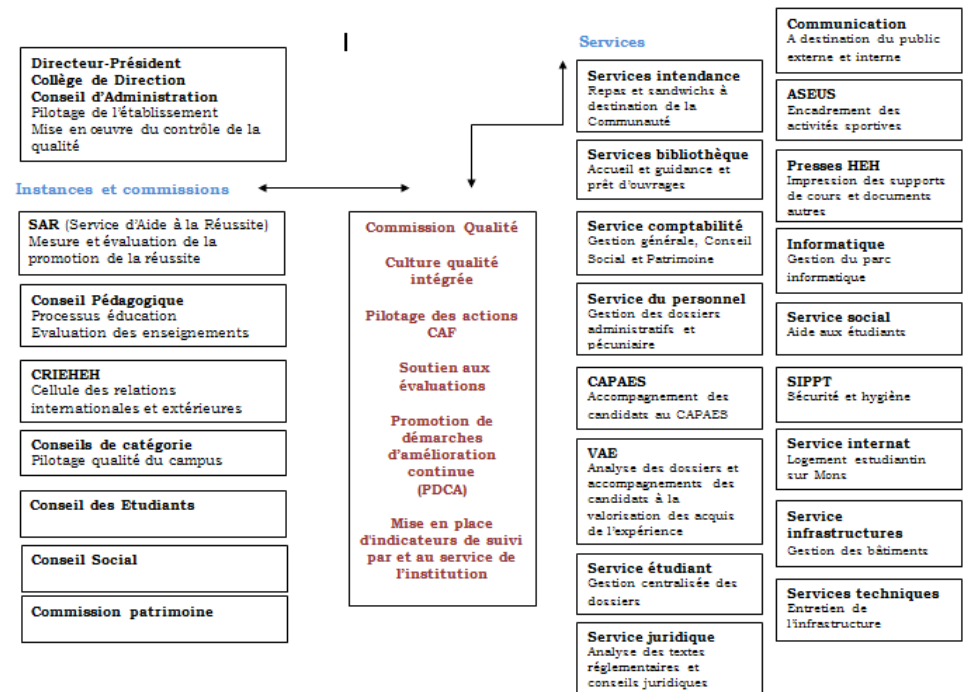 Directeur-Président
Collège de Direction
Conseil d'Administration
Pilotage de l'établissement
Mise en œuvre du contrôle de la
qualité
Instances et commissions
SAR (Service d'Aide à la Réussite)
Mesure et évaluation de la
promotion de la réussite
Conseil Pédagogique
Processus éducation
Evaluation des enseignements
CRIEHEH
Cellule des relations
internationales et extérieures
Conseils de catégorie
Pilotage qualité du campus
Conseil des Etudiants
Conseil Social
Commission patrimoine
Commission Qualité
Culture qualité
intégrée
Pilotage des actions
CAF
Soutien aux
évaluations
Promotion de
démarches
d'amélioration
continue
(PDCA)
Mise en place
d'indicateurs de suivi
par et au service de
l'institution
Services
Services intendance
Repas et sandwichs à
destination de la
Communauté
Services bibliothèque
Accueil et guidance et
prêt d'ouvrages
Service comptabilité
Gestion générale, Conseil
Social et Patrimoine
Service du personnel
Gestion des dossiers
administratifs et
pécuniaire
CAPAES
Accompagnement des
candidats au CAPAES
VAE
Analyse des dossiers et
accompagnements des
candidats à la
valorisation des acquis
de l'expérience
Service étudiant
Gestion centralisée des
dossiers
Service juridique
Analyse des textes
réglementaires et
conseils juridiques
Communication
A destination du public
externe et interne
ASEUS
Encadrement des
activités sportives
Presses HEH
Impression des supports
de cours et documents
autres
Informatique
Gestion du parc
informatique
Service social
Aide aux étudiants
SIPPT
Sécurité et hygiène
Service internat
Logement estudiantin
sur Mons
Service
infrastructures
Gestion des bâtiments
Services techniques
Entretien de
l'infrastructure